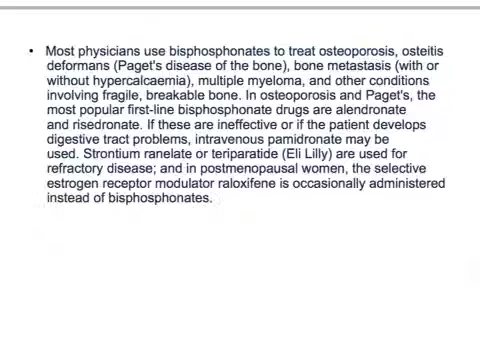 • Most physicians use bisphosphonates to treat osteoporosis, osteitis
deformans (Paget's disease of the bone), bone metastasis (with or
without hypercalcaemia), multiple myeloma, and other conditions
involving fragile, breakable bone. In osteoporosis and Paget's, the
most popular first-line bisphosphonate drugs are alendronate
and risedronate. If these are ineffective or if the patient develops
digestive tract problems, intravenous pamidronate may be
used. Strontium ranelate or teriparatide (Eli Lilly) are used for
refractory disease; and in postmenopausal women, the selective
estrogen receptor modulator raloxifene is occasionally administered
instead of bisphosphonates.